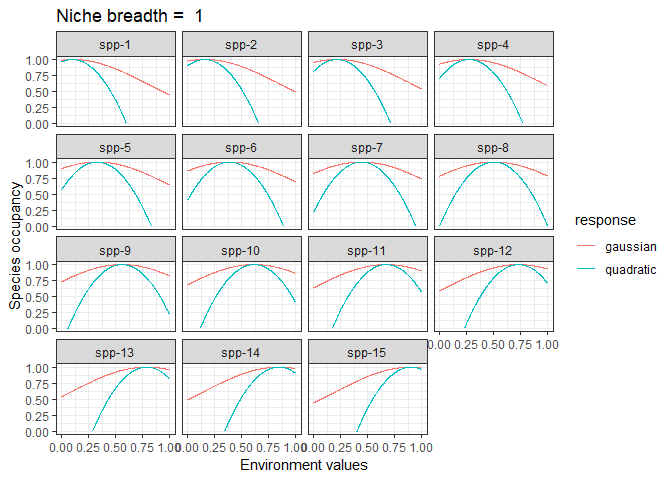 Niche breadth =  1
spp-1 spp-2 spp-3 spp-4
1.00
0.75
0.50
0.25
0.00
spp-5 spp-6 spp-7 spp-8
1.00
0.75
0.50
0.25
0.00
spp-9 spp-10 spp-11 spp-12
1.00
0.75
0.50
0.25
0.00
0.00 0.25 0.50 0.75 1.00
spp-13 spp-14 spp-15
1.00
0.75
0.50
0.25
0.00
0.00 0.25 0.50 0.75 1.00 0.00 0.25 0.50 0.75 1.00 0.00 0.25 0.50 0.75 1.00
Environment values
Species occupancy
response
gaussian
quadratic